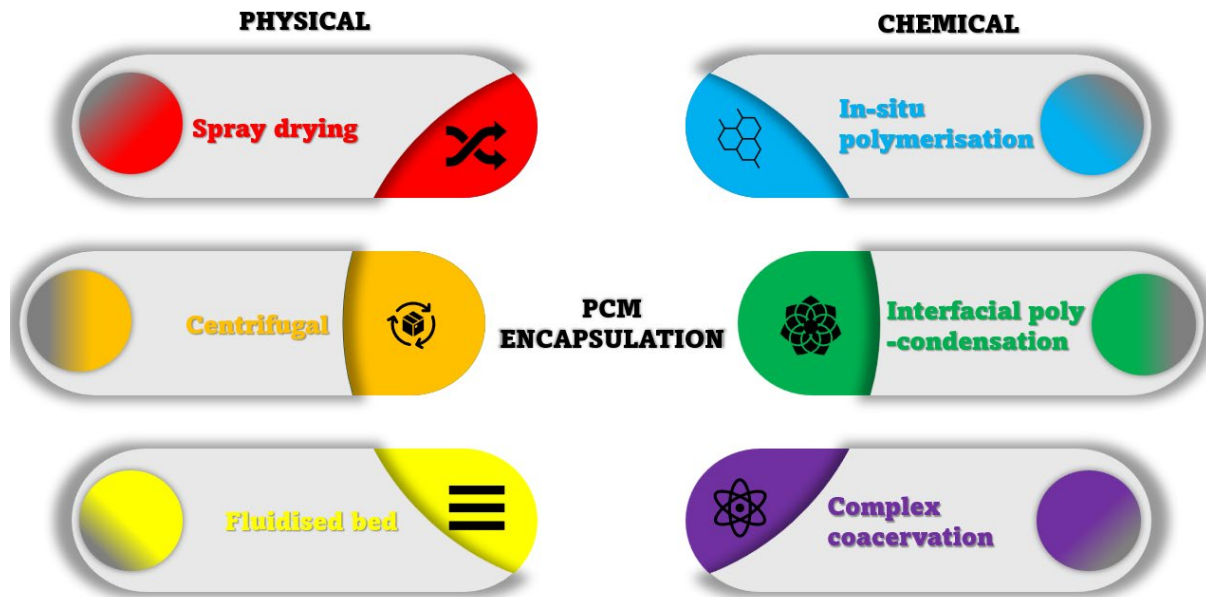 PHYSICAL
CHEMICAL
Spray drying
In-situ
polymerisation
Centrifugal
PCM
ENCAPSULATION
Interfacial poly
-condensation
Fluidised bed
Complex
coacervation